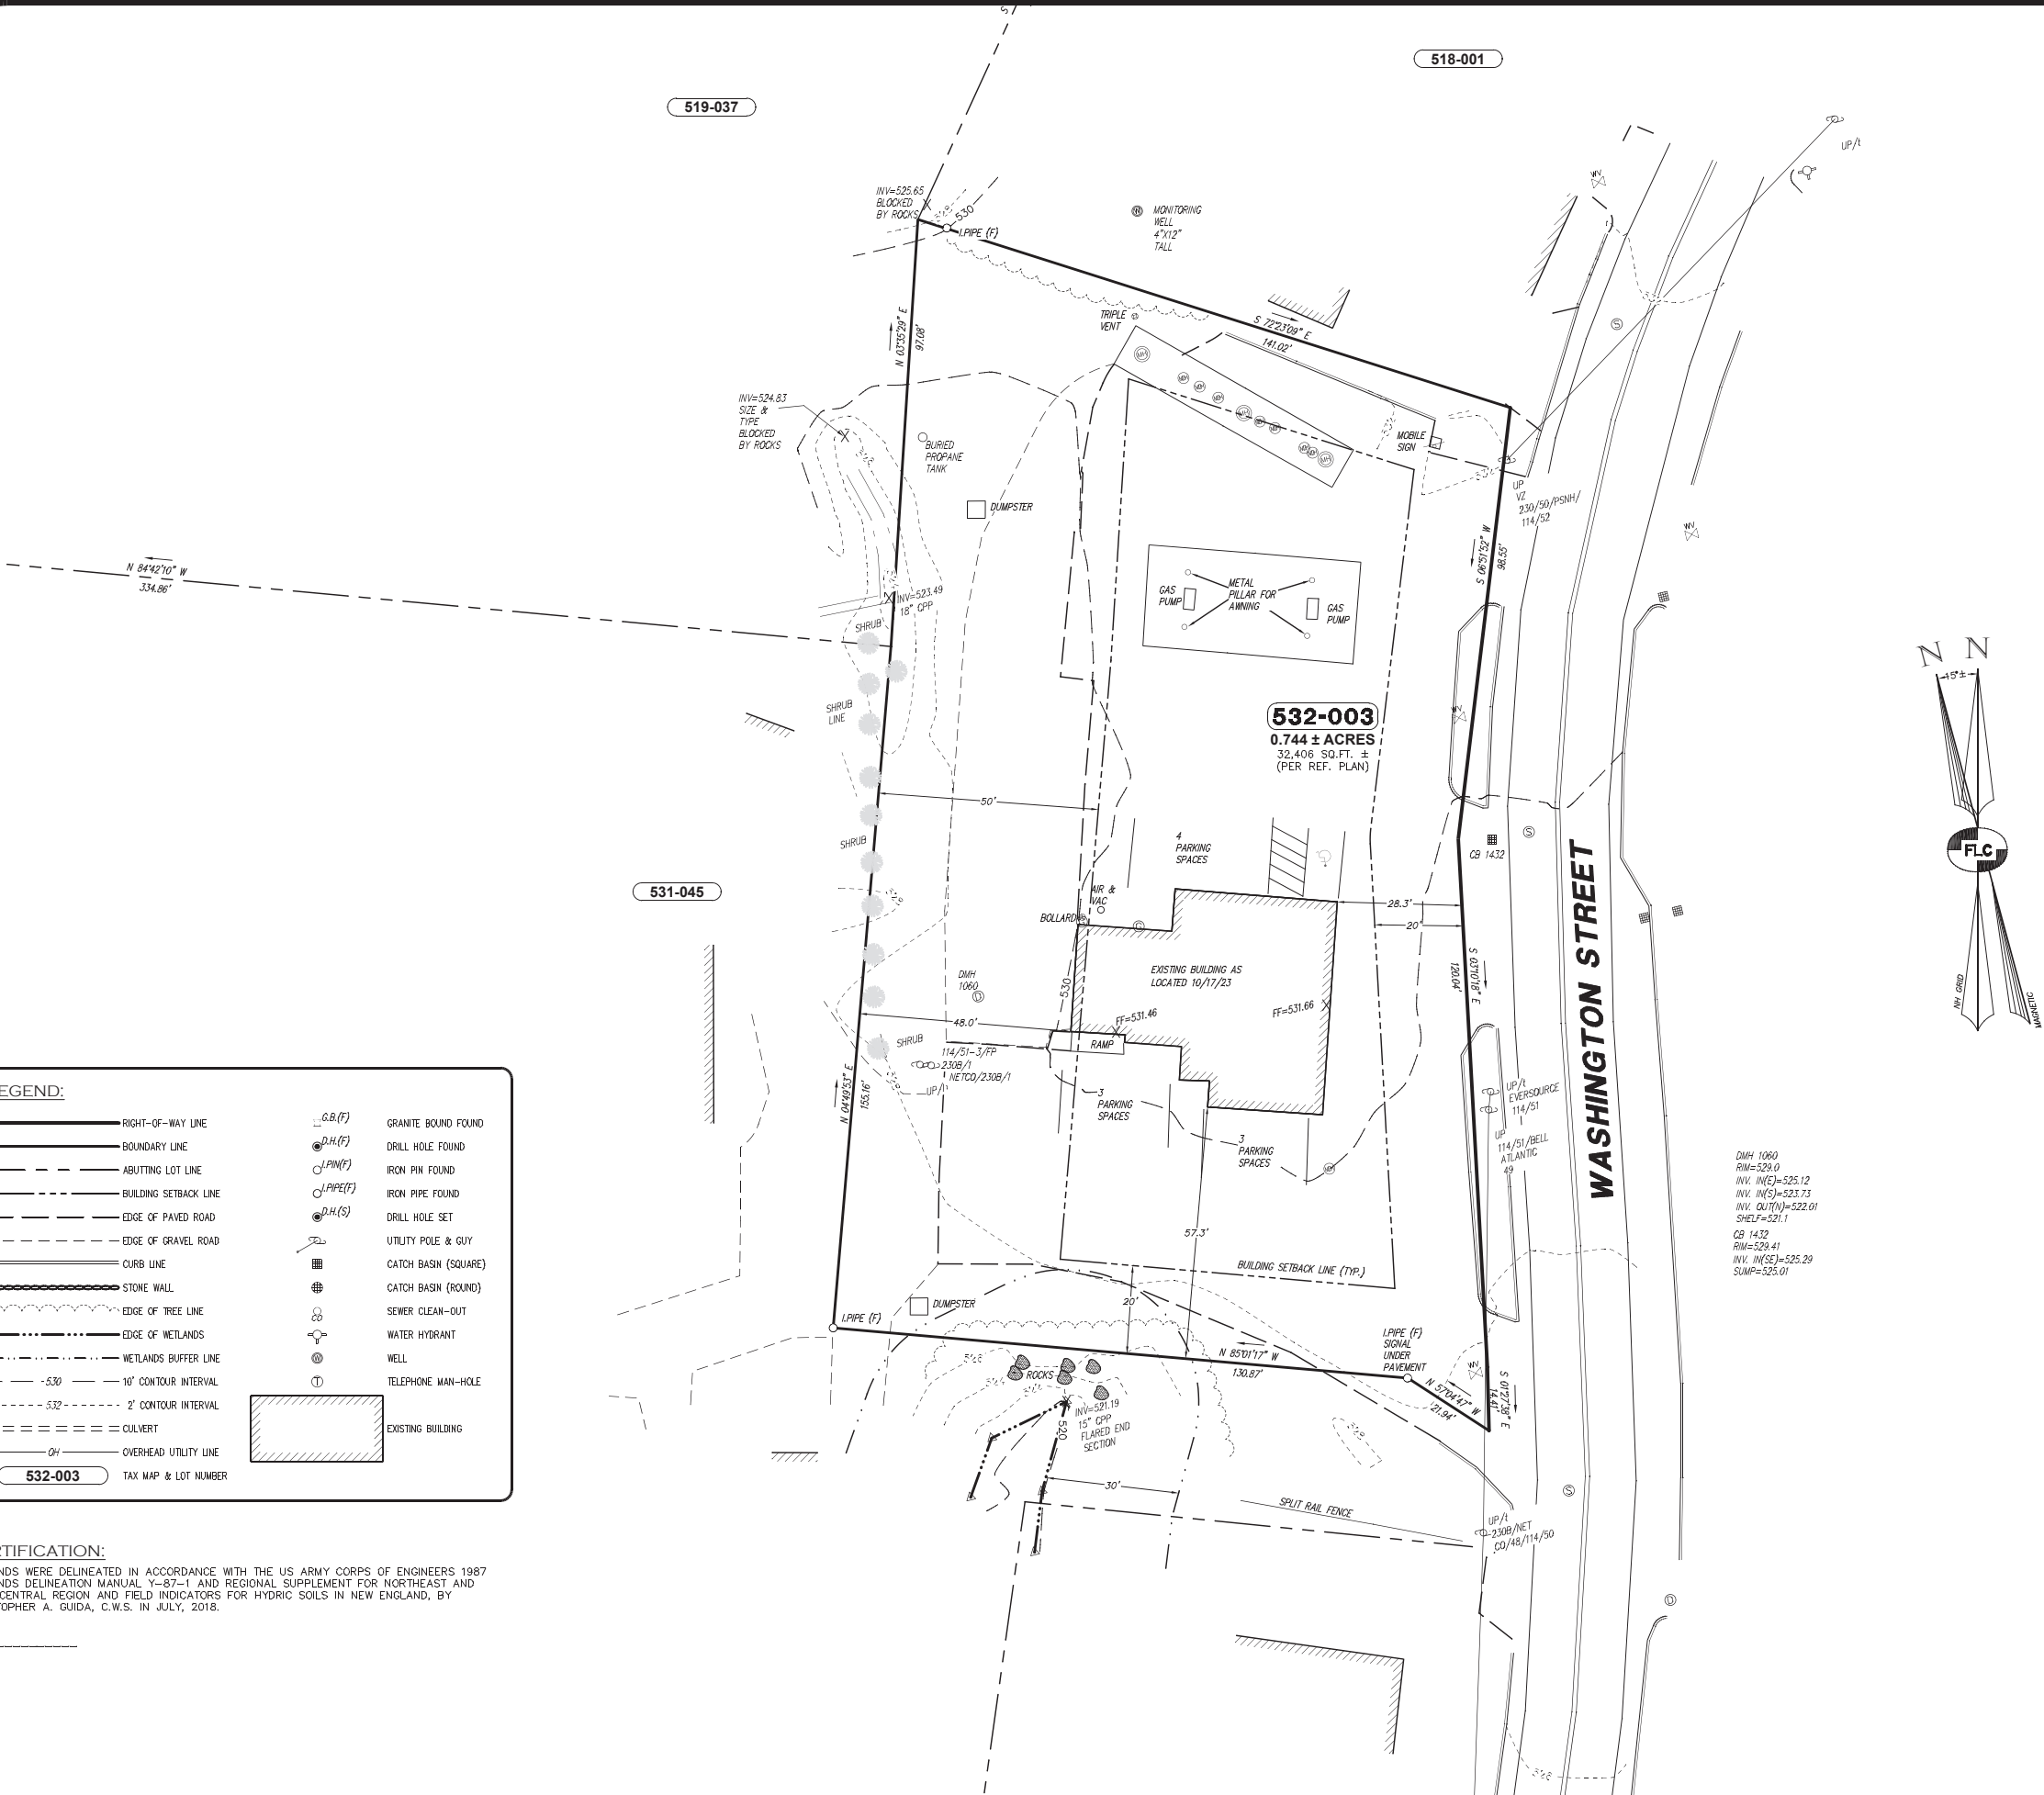 S
518-001
519-037
UP/t
INV=525.65
BLOCKED
BY ROCKS
530
I.PIPE (F)
MONITORING
WELL
4"X12"
TALL
WV
TRIPLE
VENT
S 72°23'09" E
141.02'
N 03°35'29" E
97.08'
S
MH
INV=524.83
SIZE &
TYPE
BLOCKED
BY ROCKS
BURIED
PROPANE
TANK
MOBILE
SIGN
DUMPSTER
UP
VZ
230/50/PSNH/
114/52
WV
S 06°51'52" W
98.55'
N 84°42'10" W
334.86'
METAL
PILLAR FOR
AWNING
GAS
PUMP
GAS
PUMP
INV=523.49
18" CPP
SHRUB
SHRUB
LINE
WV
532-003
0.744 ± ACRES
32,406 SQ.FT. ±
(PER REF. PLAN)
N N
15°±
FLC
NH GRID
MAGNETIC
50'
4
PARKING
SPACES
SHRUB
CB 1432
S
531-045
AIR &
VAC
BOLLARD
G
28.3'
20'
WASHINGTON STREET
S 03°10'18" E
120.04'
EXISTING BUILDING AS
LOCATED 10/17/23
DMH
1060
D
530
FF=531.46
FF=531.66
48.0'
RAMP
SHRUB
114/51-3/FP
230B/1
NETCO/230B/1
UP/t
N 04°49'53" E
155.16'
3
PARKING
SPACES
3
PARKING
SPACES
UP/t
EVERSOURCE
114/51
UP
114/51/BELL
ATLANTIC
49
DMH 1060
RIM=529.0
INV. IN(E)=525.12
INV. IN(S)=523.73
INV. OUT(N)=522.01
SHELF=521.1
CB 1432
RIM=529.41
INV. IN(SE)=525.29
SUMP=525.01
57.3'
BUILDING SETBACK LINE (TYP.)
20'
DUMPSTER
I.PIPE (F)
I.PIPE (F)
SIGNAL
UNDER
PAVEMENT
WV
N 85°01'17" W
130.87'
N 57°04'47" W
21.94'
S 01°27'38" E
14.41'
ROCKS
528
INV=521.19
15" CPP
FLARED END
SECTION
520
30'
SPLIT RAIL FENCE
S
UP/t
230B/NET
CO/48/114/50
D
528
EGEND:
RIGHT-OF-WAY LINE
BOUNDARY LINE
ABUTTING LOT LINE
BUILDING SETBACK LINE
EDGE OF PAVED ROAD
EDGE OF GRAVEL ROAD
CURB LINE
STONE WALL
EDGE OF TREE LINE
EDGE OF WETLANDS
WETLANDS BUFFER LINE
530 10' CONTOUR INTERVAL
532 2' CONTOUR INTERVAL
CULVERT
OH OVERHEAD UTILITY LINE
532-003 TAX MAP & LOT NUMBER
G.B.(F) GRANITE BOUND FOUND
D.H.(F) DRILL HOLE FOUND
I.PIN(F) IRON PIN FOUND
I.PIPE(F) IRON PIPE FOUND
D.H.(S) DRILL HOLE SET
UTILITY POLE & GUY
CATCH BASIN (SQUARE)
CATCH BASIN (ROUND)
CO SEWER CLEAN-OUT
WATER HYDRANT
W WELL
T TELEPHONE MAN-HOLE
EXISTING BUILDING
RTIFICATION:
NDS WERE DELINEATED IN ACCORDANCE WITH THE US ARMY CORPS OF ENGINEERS 1987
NDS DELINEATION MANUAL Y-87-1 AND REGIONAL SUPPLEMENT FOR NORTHEAST AND
CENTRAL REGION AND FIELD INDICATORS FOR HYDRIC SOILS IN NEW ENGLAND, BY
TOPHER A. GUIDA, C.W.S. IN JULY, 2018.